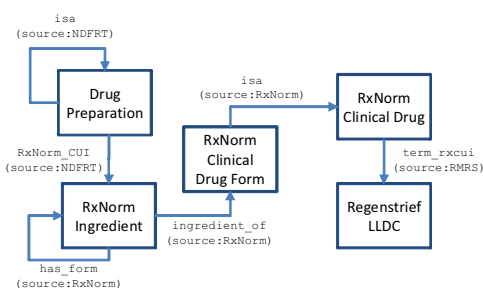 isa
(source:NDFRT)
Drug
Preparation
RxNorm_CUI
(source:NDFRT)
RxNorm
Ingredient
has_form
(source:RxNorm)
ingredient_of
(source:RxNorm)
RxNorm
Clinical
Drug Form
isa
(source:RxNorm)
RxNorm
Clinical Drug
term_rxcui
(source:RMRS)
Regenstrief
LLDC